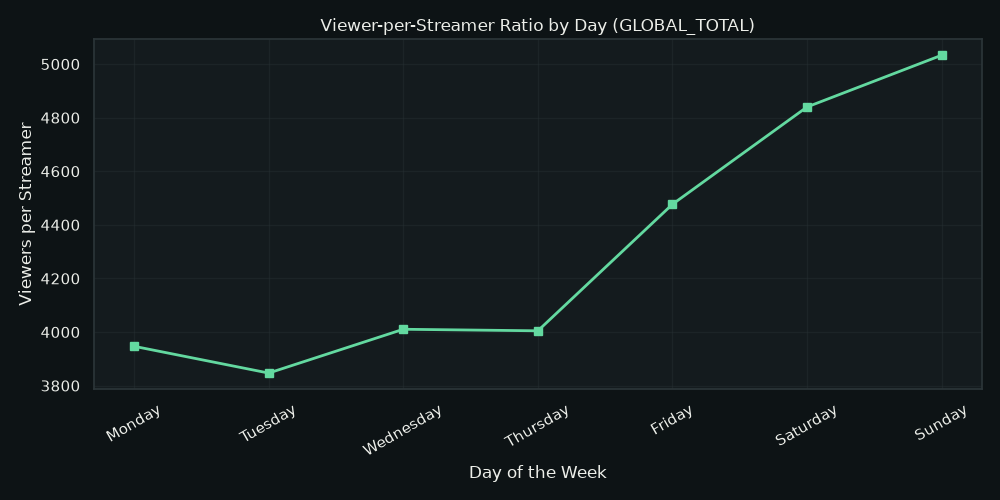 Viewer-per-Streamer Ratio by Day (GLOBAL_TOTAL)
Viewers per Streamer
5000
4800
4600
4400
4200
4000
3800
Monday
Tuesday
Wednesday
Thursday
Friday
Saturday
Sunday
Day of the Week